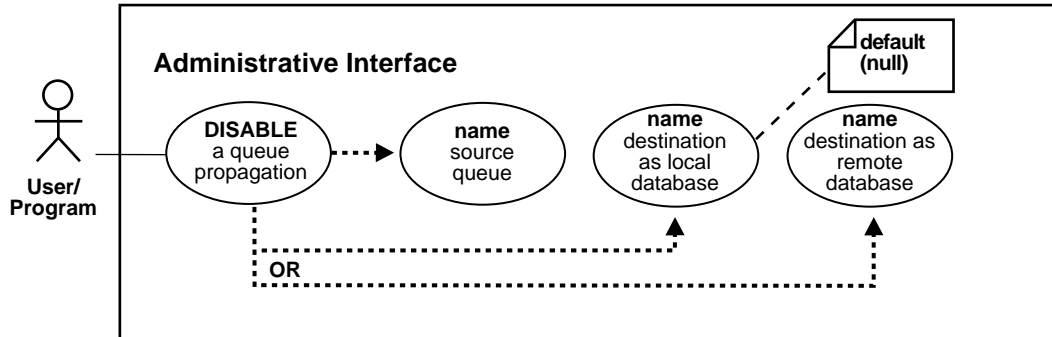 default
(null)
Administrative Interface
DISABLE
a queue
propagation
name
source
queue
name
destination
as local
database
name
destination as
remote
database
User/
Program
OR